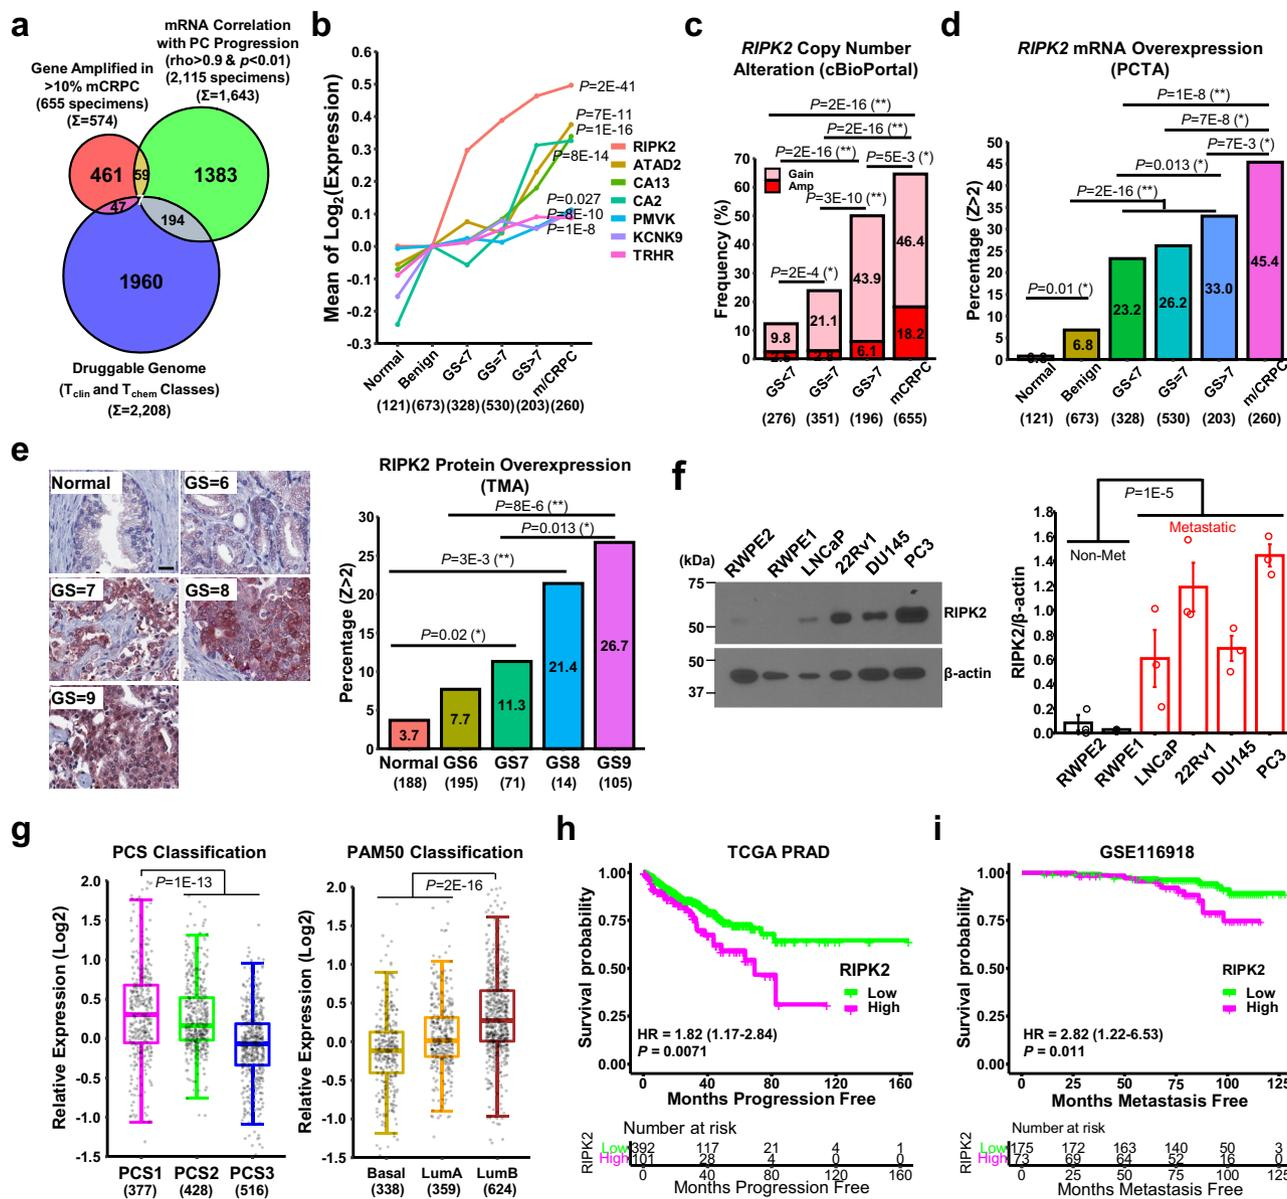 a
mRNA Correlation
with PC Progression
(rho>0.9 & p<0.01)
(2,115 specimens)
(Σ=1,643)
Gene Amplified in
>10% mCRPC
(655 specimens)
(Σ=574)
461
59
1383
47
194
1960
Druggable Genome
(Tclin and Tchem Classes)
(Σ=2,208)
b
Mean of Log2(Expression)
0.6
0.5
0.4
0.3
0.2
0.1
0.0
-0.1
-0.2
-0.3
P=2E-41
P=7E-11
P=1E-16
P=8E-14
P=0.027
P=8E-10
P=1E-8
RIPK2
ATAD2
CA13
CA2
PMVK
KCNK9
TRHR
Normal
Benign
GS<7
GS=7
GS>7
m/CRPC
(121)(673)(328)(530)(203)(260)
c
RIPK2 Copy Number
Alteration (cBioPortal)
P=2E-16 (**)
P=2E-16 (**)
P=2E-16 (**)
P=5E-3 (*)
P=3E-10 (**)
P=2E-4 (*)
Gain
Amp
Frequency (%)
70
60
50
40
30
20
10
0
9.8
21.1
43.9
6.1
46.4
18.2
GS<7
GS=7
GS>7
mCRPC
(276) (351) (196) (655)
d
RIPK2 mRNA Overexpression
(PCTA)
P=1E-8 (**)
P=7E-8 (*)
P=7E-3 (*)
P=0.013 (*)
P=2E-16 (**)
P=0.01 (*)
Percentage (Z>2)
50
45
40
35
30
25
20
15
10
5
0
6.8
23.2
26.2
33.0
45.4
Normal
Benign
GS<7
GS=7
GS>7
m/CRPC
(121) (673) (328) (530) (203) (260)
e
Normal
GS=6
GS=7
GS=8
GS=9
RIPK2 Protein Overexpression
(TMA)
P=8E-6 (**)
P=0.013 (*)
P=3E-3 (**)
P=0.02 (*)
Percentage (Z>2)
30
25
20
15
10
5
0
3.7
7.7
11.3
21.4
26.7
Normal GS6 GS7 GS8 GS9
(188) (195) (71) (14) (105)
f
(kDa)
RWPE2
RWPE1
LNCaP
22Rv1
DU145
PC3
75
50
50
37
RIPK2
β-actin
P=1E-5
Metastatic
Non-Met
RIPK2/β-actin
1.8
1.6
1.4
1.2
1.0
0.8
0.6
0.4
0.2
0.0
RWPE2
RWPE1
LNCaP
22Rv1
DU145
PC3
g
PCS Classification
P=1E-13
Relative Expression (Log2)
2.0
1.5
1.0
0.5
0.0
-0.5
-1.0
-1.5
PCS1 PCS2 PCS3
(377) (428) (516)
PAM50 Classification
P=2E-16
Relative Expression (Log2)
2.0
1.5
1.0
0.5
0.0
-0.5
-1.0
-1.5
Basal LumA LumB
(338) (359) (624)
h
TCGA PRAD
Survival probability
1.00
0.75
0.50
0.25
0.00
RIPK2
Low
High
HR = 1.82 (1.17-2.84)
P = 0.0071
0 40 80 120 160
Months Progression Free
Number at risk
RIPK2
Low 392 117 21 4 1
High 101 28 4 0 0
0 40 80 120 160
Months Progression Free
i
GSE116918
Survival probability
1.00
0.75
0.50
0.25
0.00
RIPK2
Low
High
HR = 2.82 (1.22-6.53)
P = 0.011
0 25 50 75 100 125
Months Metastasis Free
Number at risk
RIPK2
Low 175 172 163 140 50 3
High 73 69 64 52 16 0
0 25 50 75 100 125
Months Metastasis Free